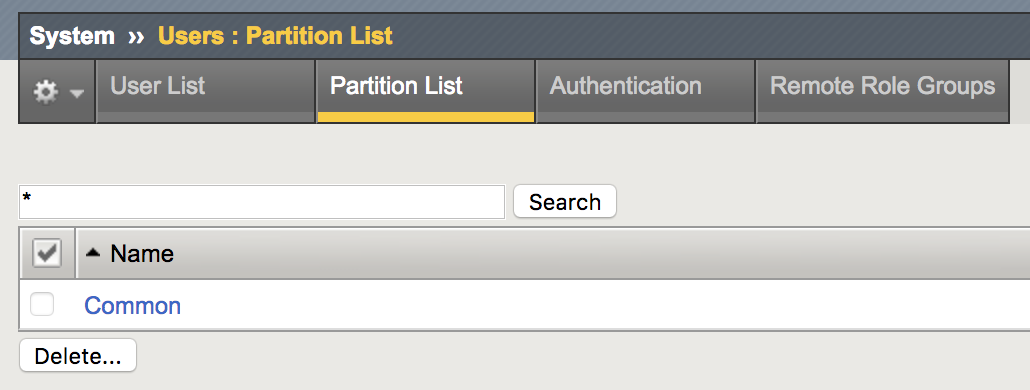 System ›› Users : Partition List
User List Partition List Authentication Remote Role Groups
* Search
Name
Common
Delete...